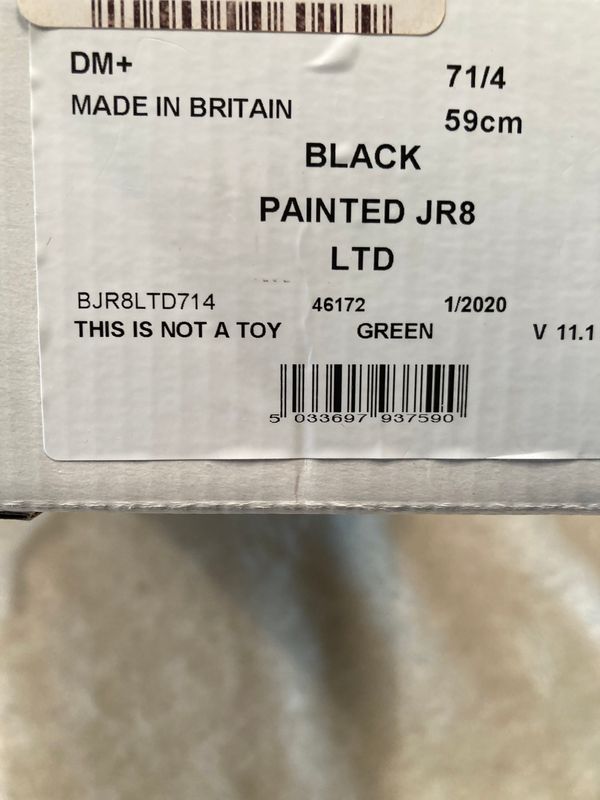 DM+ 71/4
MADE IN BRITAIN 59cm
BLACK
PAINTED JR8
LTD
BJR8LTD714 46172 1/2020
THIS IS NOT A TOY GREEN V 11.1
5 033697 937590